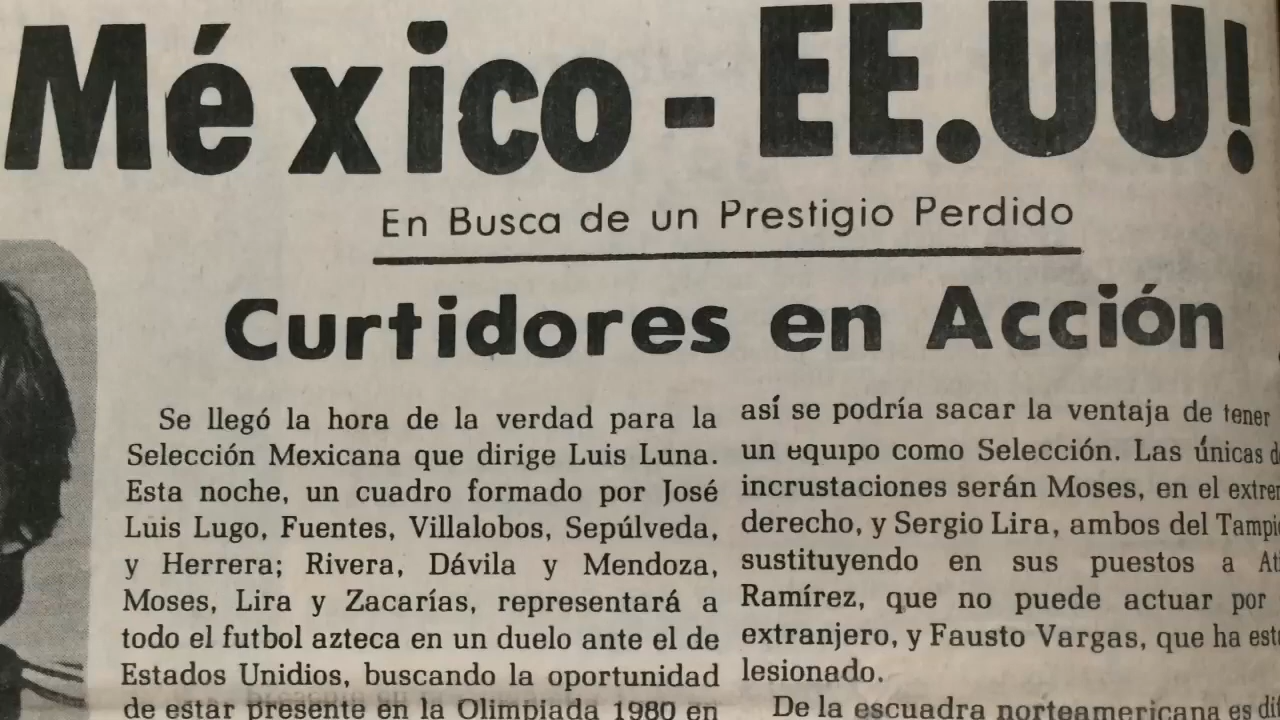 México - EE.UU!
En Busca de un Prestigio Perdido
Curtidores en Acción
Se llegó la hora de la verdad para la
Selección Mexicana que dirige Luis Luna.
Esta noche, un cuadro formado por José
Luis Lugo, Fuentes, Villalobos, Sepúlveda,
y Herrera; Rivera, Dávila y Mendoza,
Moses, Lira y Zacarías, representará a
todo el futbol azteca en un duelo ante el de
Estados Unidios, buscando la oportunidad
de estar presente en la Olimpiada 1980 en
así se podría sacar la ventaja de tener
un equipo como Selección. Las únicas
incrustaciones serán Moses, en el
derecho, y Sergio Lira, ambos del
sustituyendo en sus puestos a
Ramírez, que no puede actuar por
extranjero, y Fausto Vargas, que ha
lesionado.
De la escuadra norteamericana es